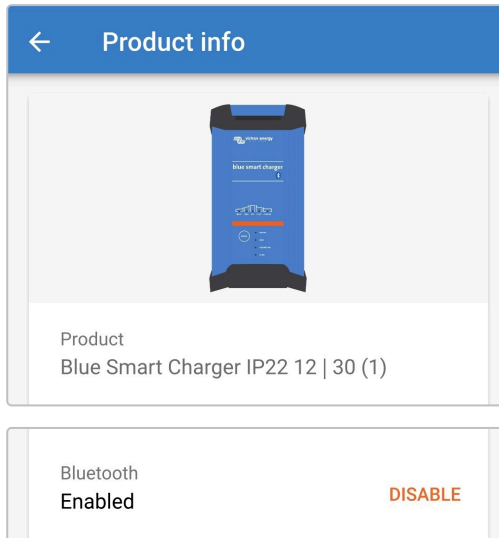 Product info
victron energy
blue smart charger
Product
Blue Smart Charger IP22 12 | 30 (1)
Bluetooth
Enabled
DISABLE